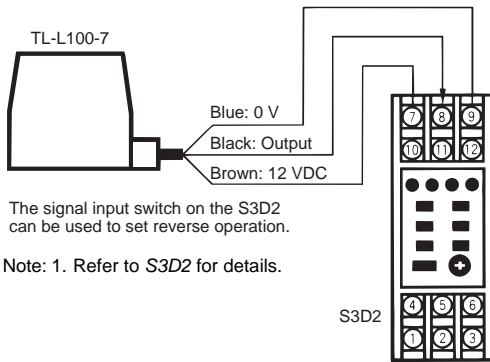 TL-L100-7
Blue: 0 V
Black: Output
Brown: 12 VDC
7 8 9
10 11 12
The signal input switch on the S3D2
can be used to set reverse operation.
Note: 1. Refer to S3D2 for details.
S3D2
4 5 6
1 2 3